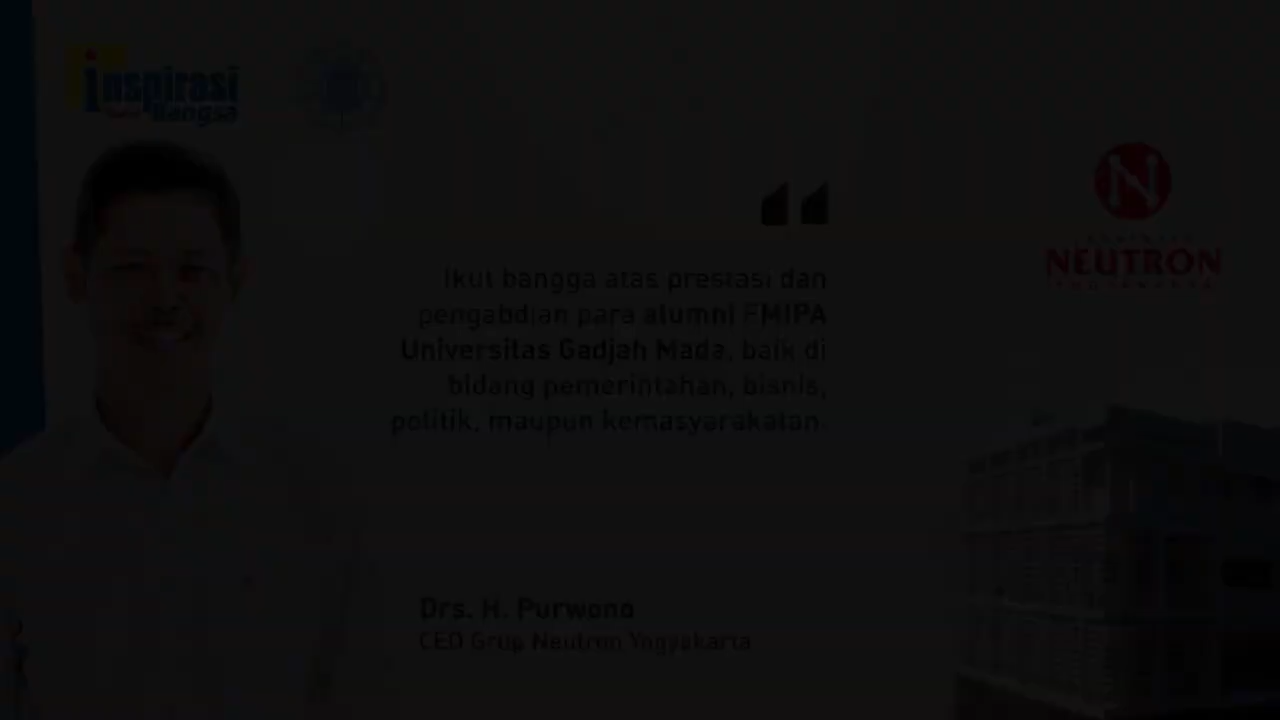 inspirasi
Bangsa
NEUTRON
Ikut bangga atas prestasi dan
pengabdian para alumni FMIPA
Universitas Gadjah Mada, baik di
bidang pemerintahan, bisnis,
politik, maupun kemasyarakatan.
Drs. H. Purwono
CEO Grup Neutron Yogyakarta